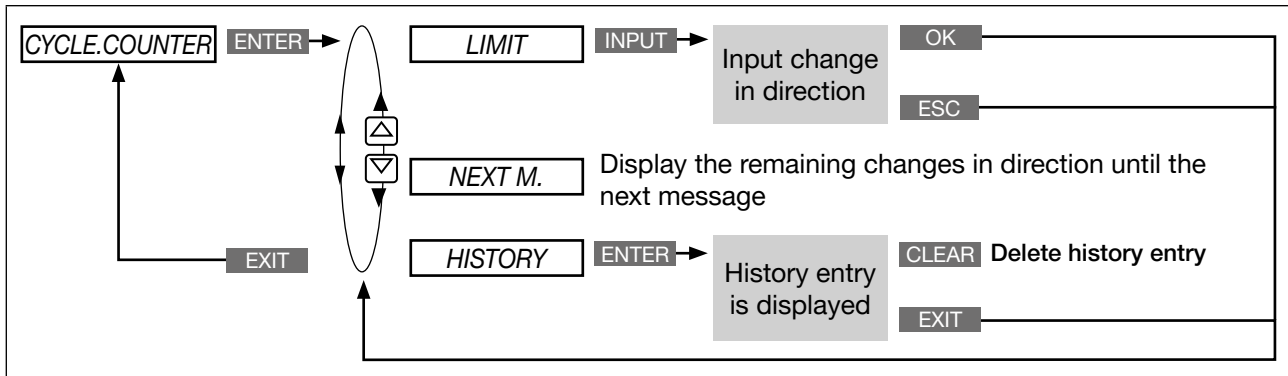 CYCLE.COUNTER ENTER LIMIT INPUT Input change OK
in direction
ESC
NEXT M. Display the remaining changes in direction until the
next message
EXIT HISTORY ENTER History entry CLEAR Delete history entry
is displayed
EXIT